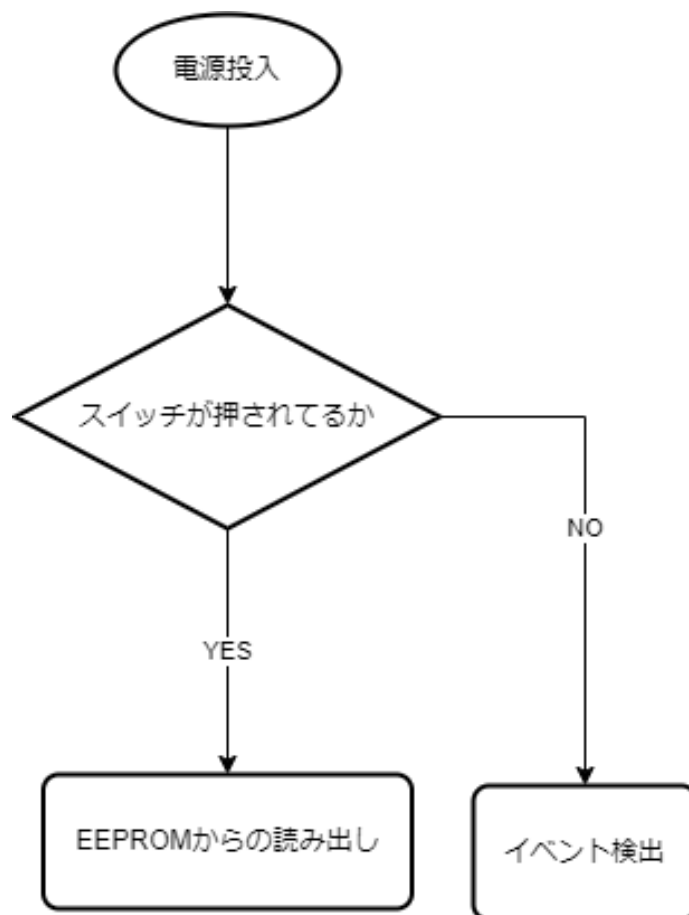 電源投入
スイッチが押されてるか
NO
YES
EEPROMからの読み出し
イベント検出